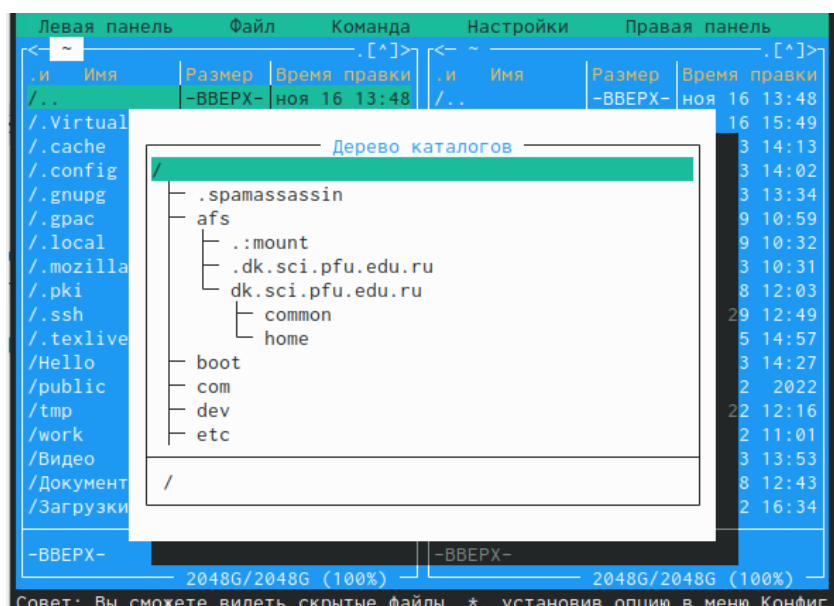 Левая панель Файл Команда Настройки Правая панель
<— ~ .[^]> <— ~ .[^]>
.и Имя Размер Время правки .и Имя Размер Время правки
/.. -ВВЕРХ- ноя 16 13:48 /.. -ВВЕРХ- ноя 16 13:48
/.Virtual 16 15:49
/.cache Дерево каталогов 3 14:13
/.config / 3 14:02
/.gnupg .spamassassin 3 13:34
/.gpac afs 9 10:59
/.local .:mount 9 10:32
/.mozilla .dk.sci.pfu.edu.ru 3 10:31
/.pki dk.sci.pfu.edu.ru 8 12:03
/.ssh common 29 12:49
/.texlive home 5 14:57
/Hello boot 3 14:27
/public com 2 2022
/tmp dev 22 12:16
/work etc 2 11:01
/Видео 3 13:53
/Документ / 8 12:43
/Загрузки 2 16:34
-ВВЕРХ- -ВВЕРХ-
2048G/2048G (100%) 2048G/2048G (100%)
Совет: Вы сможете видеть скрытые файлы .*, установив опцию в меню Конфиг